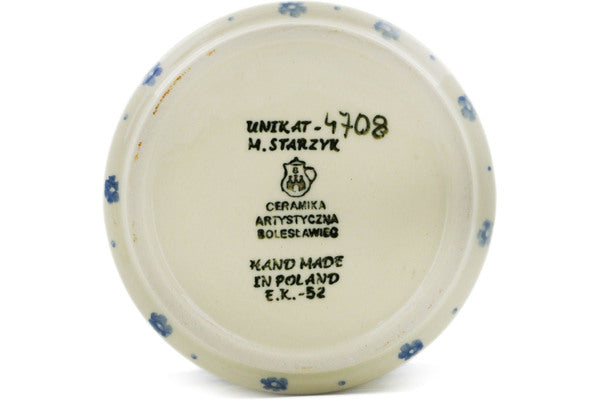 UNIKAT-4708
M. STARZYK
CERAMIKA
ARTYSTYCZNA
BOLESŁAWIEC
HAND MADE
IN POLAND
E.K.-52